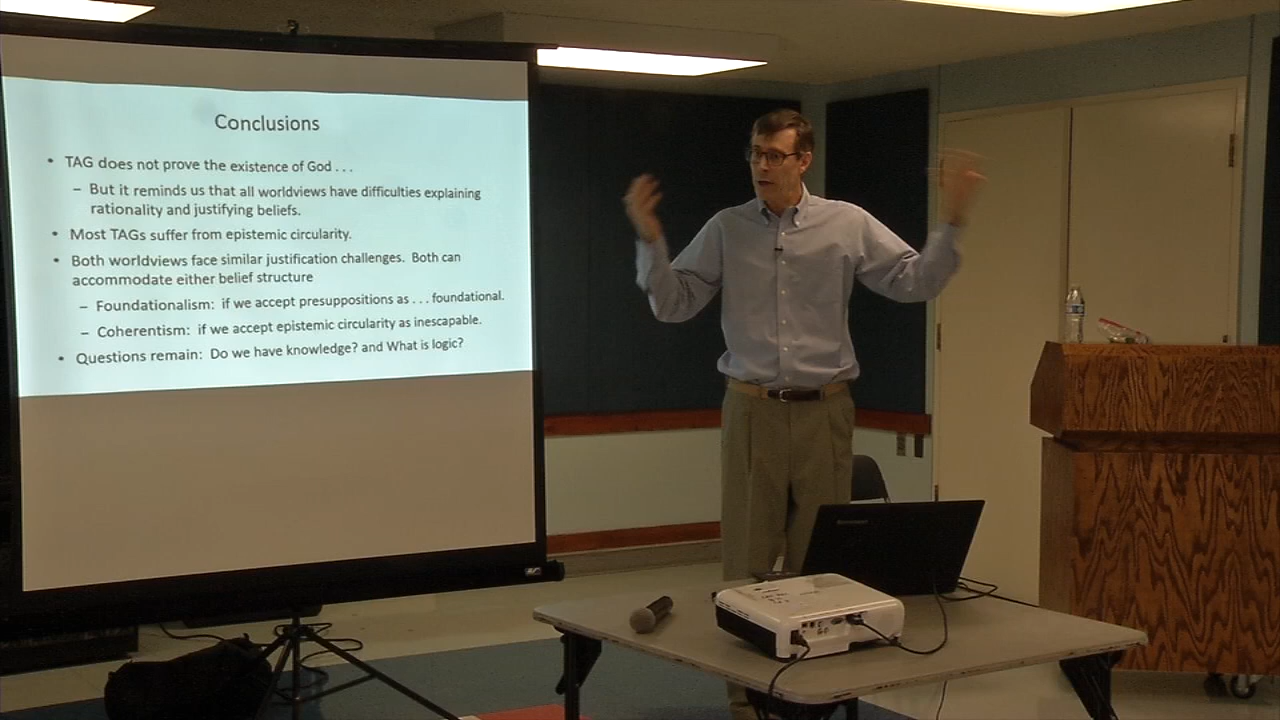 Conclusions
• TAG does not prove the existence of God . . .
– But it reminds us that all worldviews have difficulties explaining
rationality and justifying beliefs.
• Most TAGs suffer from epistemic circularity.
• Both worldviews face similar justification challenges. Both can
accommodate either belief structure
– Foundationalism: if we accept presuppositions as . . . foundational.
– Coherentism: if we accept epistemic circularity as inescapable.
• Questions remain: Do we have knowledge? and What is logic?